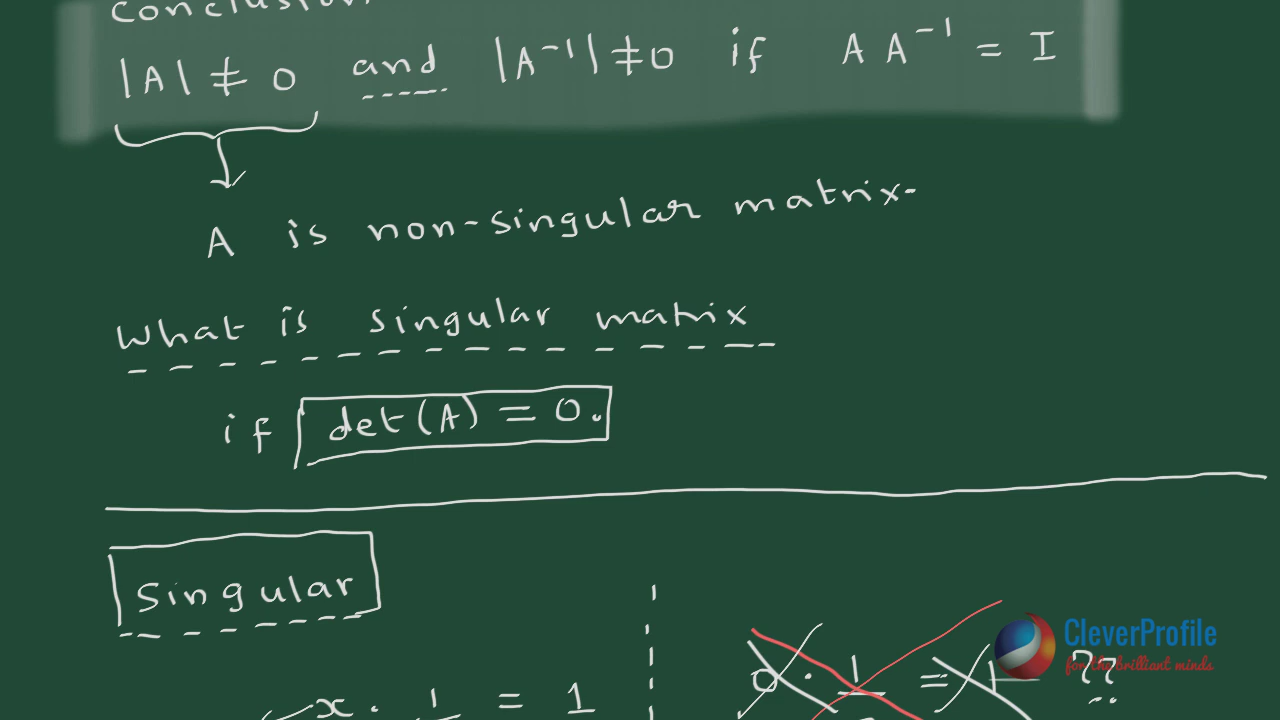 Conclusion
|A| ≠ 0 and |A⁻¹| ≠ 0 if A A⁻¹ = I
A is non-singular matrix.
What is singular matrix
if det(A) = 0.
Singular
x · 1 = 1
0 · 1 = 1 ??
CleverProfile
for the brilliant minds